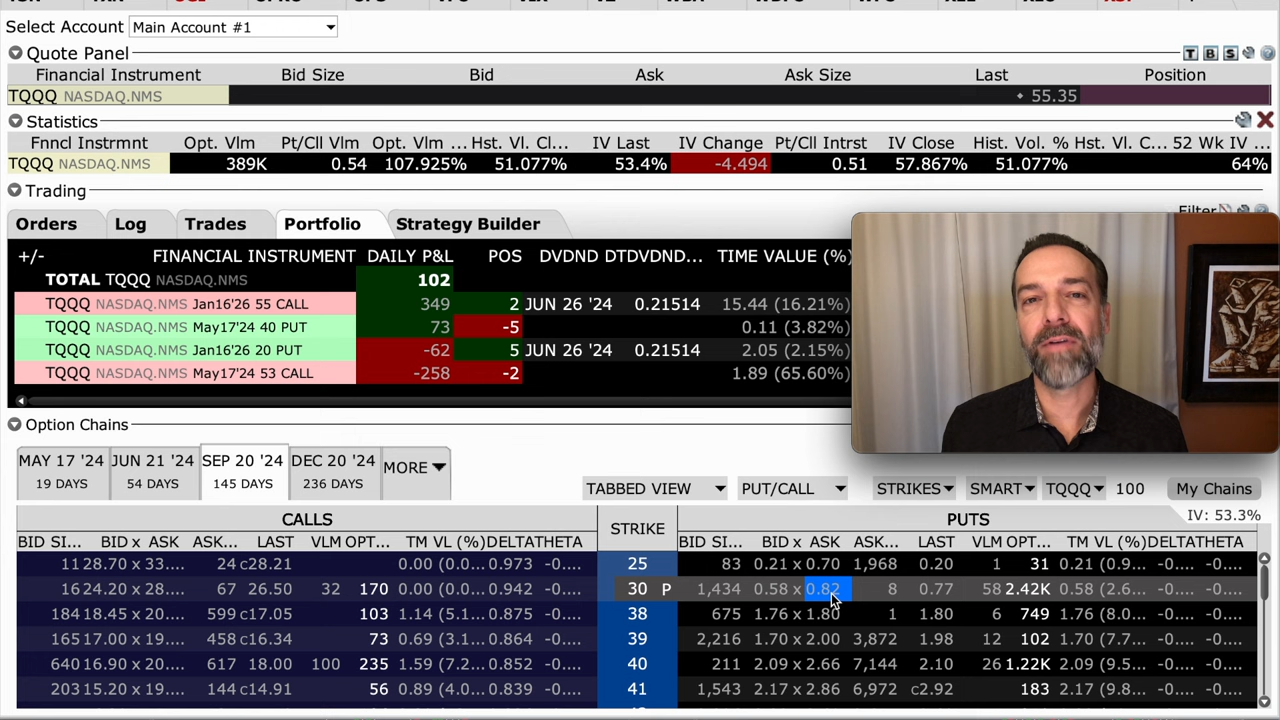 Select Account Main Account #1
Quote Panel T B S
Financial Instrument Bid Size Bid Ask Ask Size Last Position
TQQQ NASDAQ.NMS 55.35
Statistics
Fnncl Instrmnt Opt. Vlm Pt/Cll Vlm Opt. Vlm ... Hst. Vl. Cl... IV Last IV Change Pt/Cll Intrst IV Close Hist. Vol. % Hst. Vl. C... 52 Wk IV ...
TQQQ NASDAQ.NMS 389K 0.54 107.925% 51.077% 53.4% -4.494 0.51 57.867% 51.077% 64%
Trading
Orders Log Trades Portfolio Strategy Builder Filter
+/- FINANCIAL INSTRUMENT DAILY P&L POS DVDND DTDVDND... TIME VALUE (%)
TOTAL TQQQ NASDAQ.NMS 102
TQQQ NASDAQ.NMS Jan16'26 55 CALL 349 2 JUN 26 '24 0.21514 15.44 (16.21%)
TQQQ NASDAQ.NMS May17'24 40 PUT 73 -5 0.11 (3.82%)
TQQQ NASDAQ.NMS Jan16'26 20 PUT -62 5 JUN 26 '24 0.21514 2.05 (2.15%)
TQQQ NASDAQ.NMS May17'24 53 CALL -258 -2 1.89 (65.60%)
Option Chains
MAY 17 '24 JUN 21 '24 SEP 20 '24 DEC 20 '24 MORE
19 DAYS 54 DAYS 145 DAYS 236 DAYS
TABBED VIEW PUT/CALL STRIKES SMART TQQQ 100 My Chains
IV: 53.3%
CALLS STRIKE PUTS
BID SI... BID x ASK ASK... LAST VLM OPT... TM VL (%) DELTA THETA BID SI... BID x ASK ASK... LAST VLM OPT... TM VL (%) DELTA THETA
11 28.70 x 33.... 24 c28.21 0.00 (0.0... 0.973 -0.... 25 83 0.21 x 0.70 1,968 0.20 1 31 0.21 (0.9... -0.... -0....
16 24.20 x 28.... 67 26.50 32 170 0.00 (0.0... 0.942 -0.... 30 P 1,434 0.58 x 0.82 8 0.77 58 2.42K 0.58 (2.6... -0.... -0....
184 18.45 x 20.... 599 c17.05 103 1.14 (5.1... 0.881 -0.... 38 675 1.76 x 1.80 1 1.80 6 749 1.76 (8.0... -0.... -0....
165 17.00 x 19.... 458 c16.34 73 0.69 (3.1... 0.864 -0.... 39 2,216 1.70 x 2.00 3,872 1.98 12 102 1.70 (7.7... -0.... -0....
640 16.90 x 20.... 617 18.00 100 235 1.59 (7.2... 0.852 -0.... 40 211 2.09 x 2.66 7,144 2.10 26 1.22K 2.09 (9.5... -0.... -0....
203 15.20 x 19.... 144 c14.91 56 0.89 (4.0... 0.839 -0.... 41 1,543 2.17 x 2.86 6,972 c2.92 183 2.17 (9.8... -0.... -0....